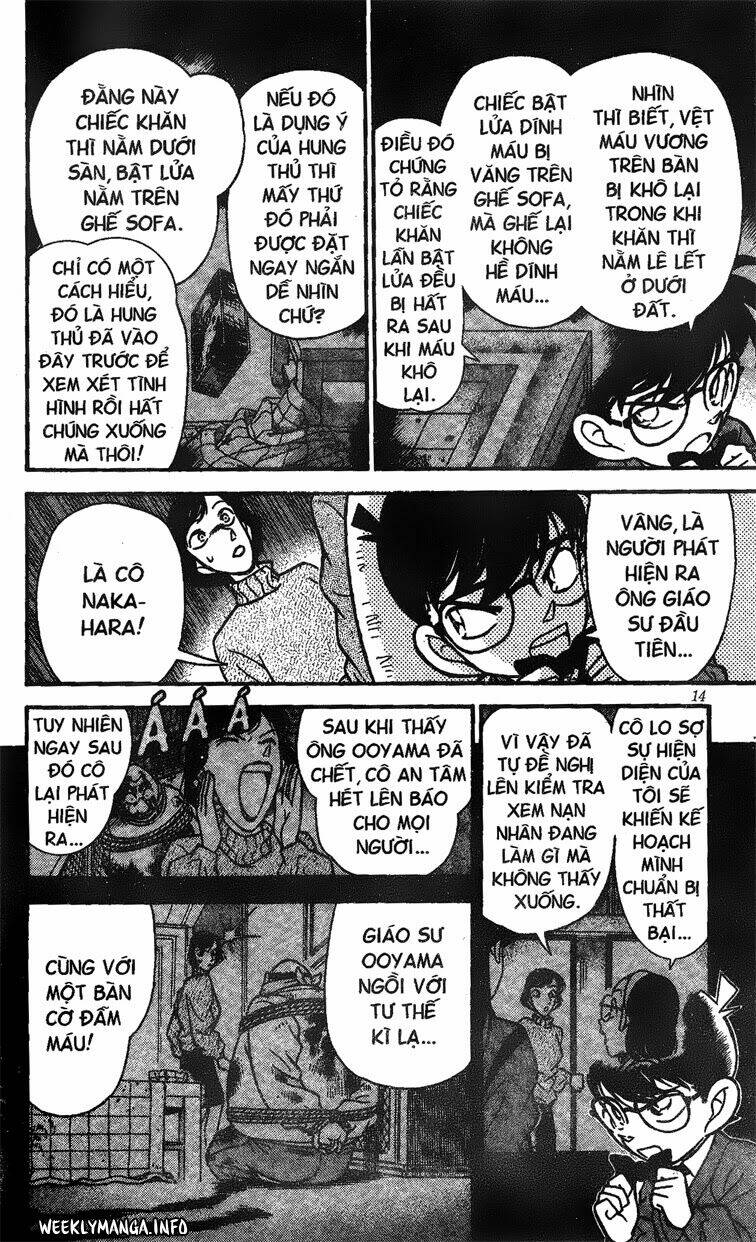 NHÌN
THÌ BIẾT, VỆT
MÁU VƯƠNG
TRÊN BÀN
BỊ KHÔ LẠI
TRONG KHI
KHĂN THÌ
NẰM LÊ LẾT
Ở DƯỚI
ĐẤT.
CHIẾC BẬT
LỬA DÍNH
MÁU BỊ
VĂNG TRÊN
GHẾ SOFA,
MÀ GHẾ LẠI
KHÔNG
HỀ DÍNH
MÁU...
ĐIỀU ĐÓ
CHỨNG
TỎ RẰNG
CHIẾC
KHĂN
LẪN BẬT
LỬA ĐỀU
BỊ HẤT
RA SAU
KHI MÁU
KHÔ
LẠI.
NẾU ĐÓ
LÀ DỤNG Ý
CỦA HUNG
THỦ THÌ
MẤY THỨ
ĐÓ PHẢI
ĐƯỢC ĐẶT
NGAY NGẮN
DỄ NHÌN
CHỨ?
ĐẰNG NÀY
CHIẾC KHĂN
THÌ NẰM DƯỚI
SÀN, BẬT LỬA
NẰM TRÊN
GHẾ SOFA.
CHỈ CÓ MỘT
CÁCH HIỂU,
ĐÓ LÀ HUNG
THỦ ĐÃ VÀO
ĐÂY TRƯỚC ĐỂ
XEM XÉT TÌNH
HÌNH RỒI HẤT
CHÚNG XUỐNG
MÀ THÔI!
VÂNG, LÀ
NGƯỜI PHÁT
HIỆN RA
ÔNG GIÁO
SƯ ĐẦU
TIÊN...
LÀ CÔ
NAKA-
HARA!
14
CÔ LO SỢ
SỰ HIỆN
DIỆN CỦA
TÔI SẼ
KHIẾN KẾ
HOẠCH
MÌNH
CHUẨN BỊ
THẤT
BẠI...
VÌ VẬY ĐÃ
TỰ ĐỀ NGHỊ
LÊN KIỂM TRA
XEM NẠN
NHÂN ĐANG
LÀM GÌ MÀ
KHÔNG THẤY
XUỐNG.
SAU KHI THẤY
ÔNG OOYAMA ĐÃ
CHẾT, CÔ AN TÂM
HÉT LÊN BÁO
CHO MỌI
NGƯỜI...
Á Á Á
TUY NHIÊN
NGAY SAU
ĐÓ CÔ
LẠI PHÁT
HIỆN
RA...
GIÁO SƯ
OOYAMA
NGỒI VỚI
TƯ THẾ
KÌ LẠ...
CÙNG VỚI
MỘT BÀN
CỜ ĐẪM
MÁU!
WEEKLYMANGA.INFO